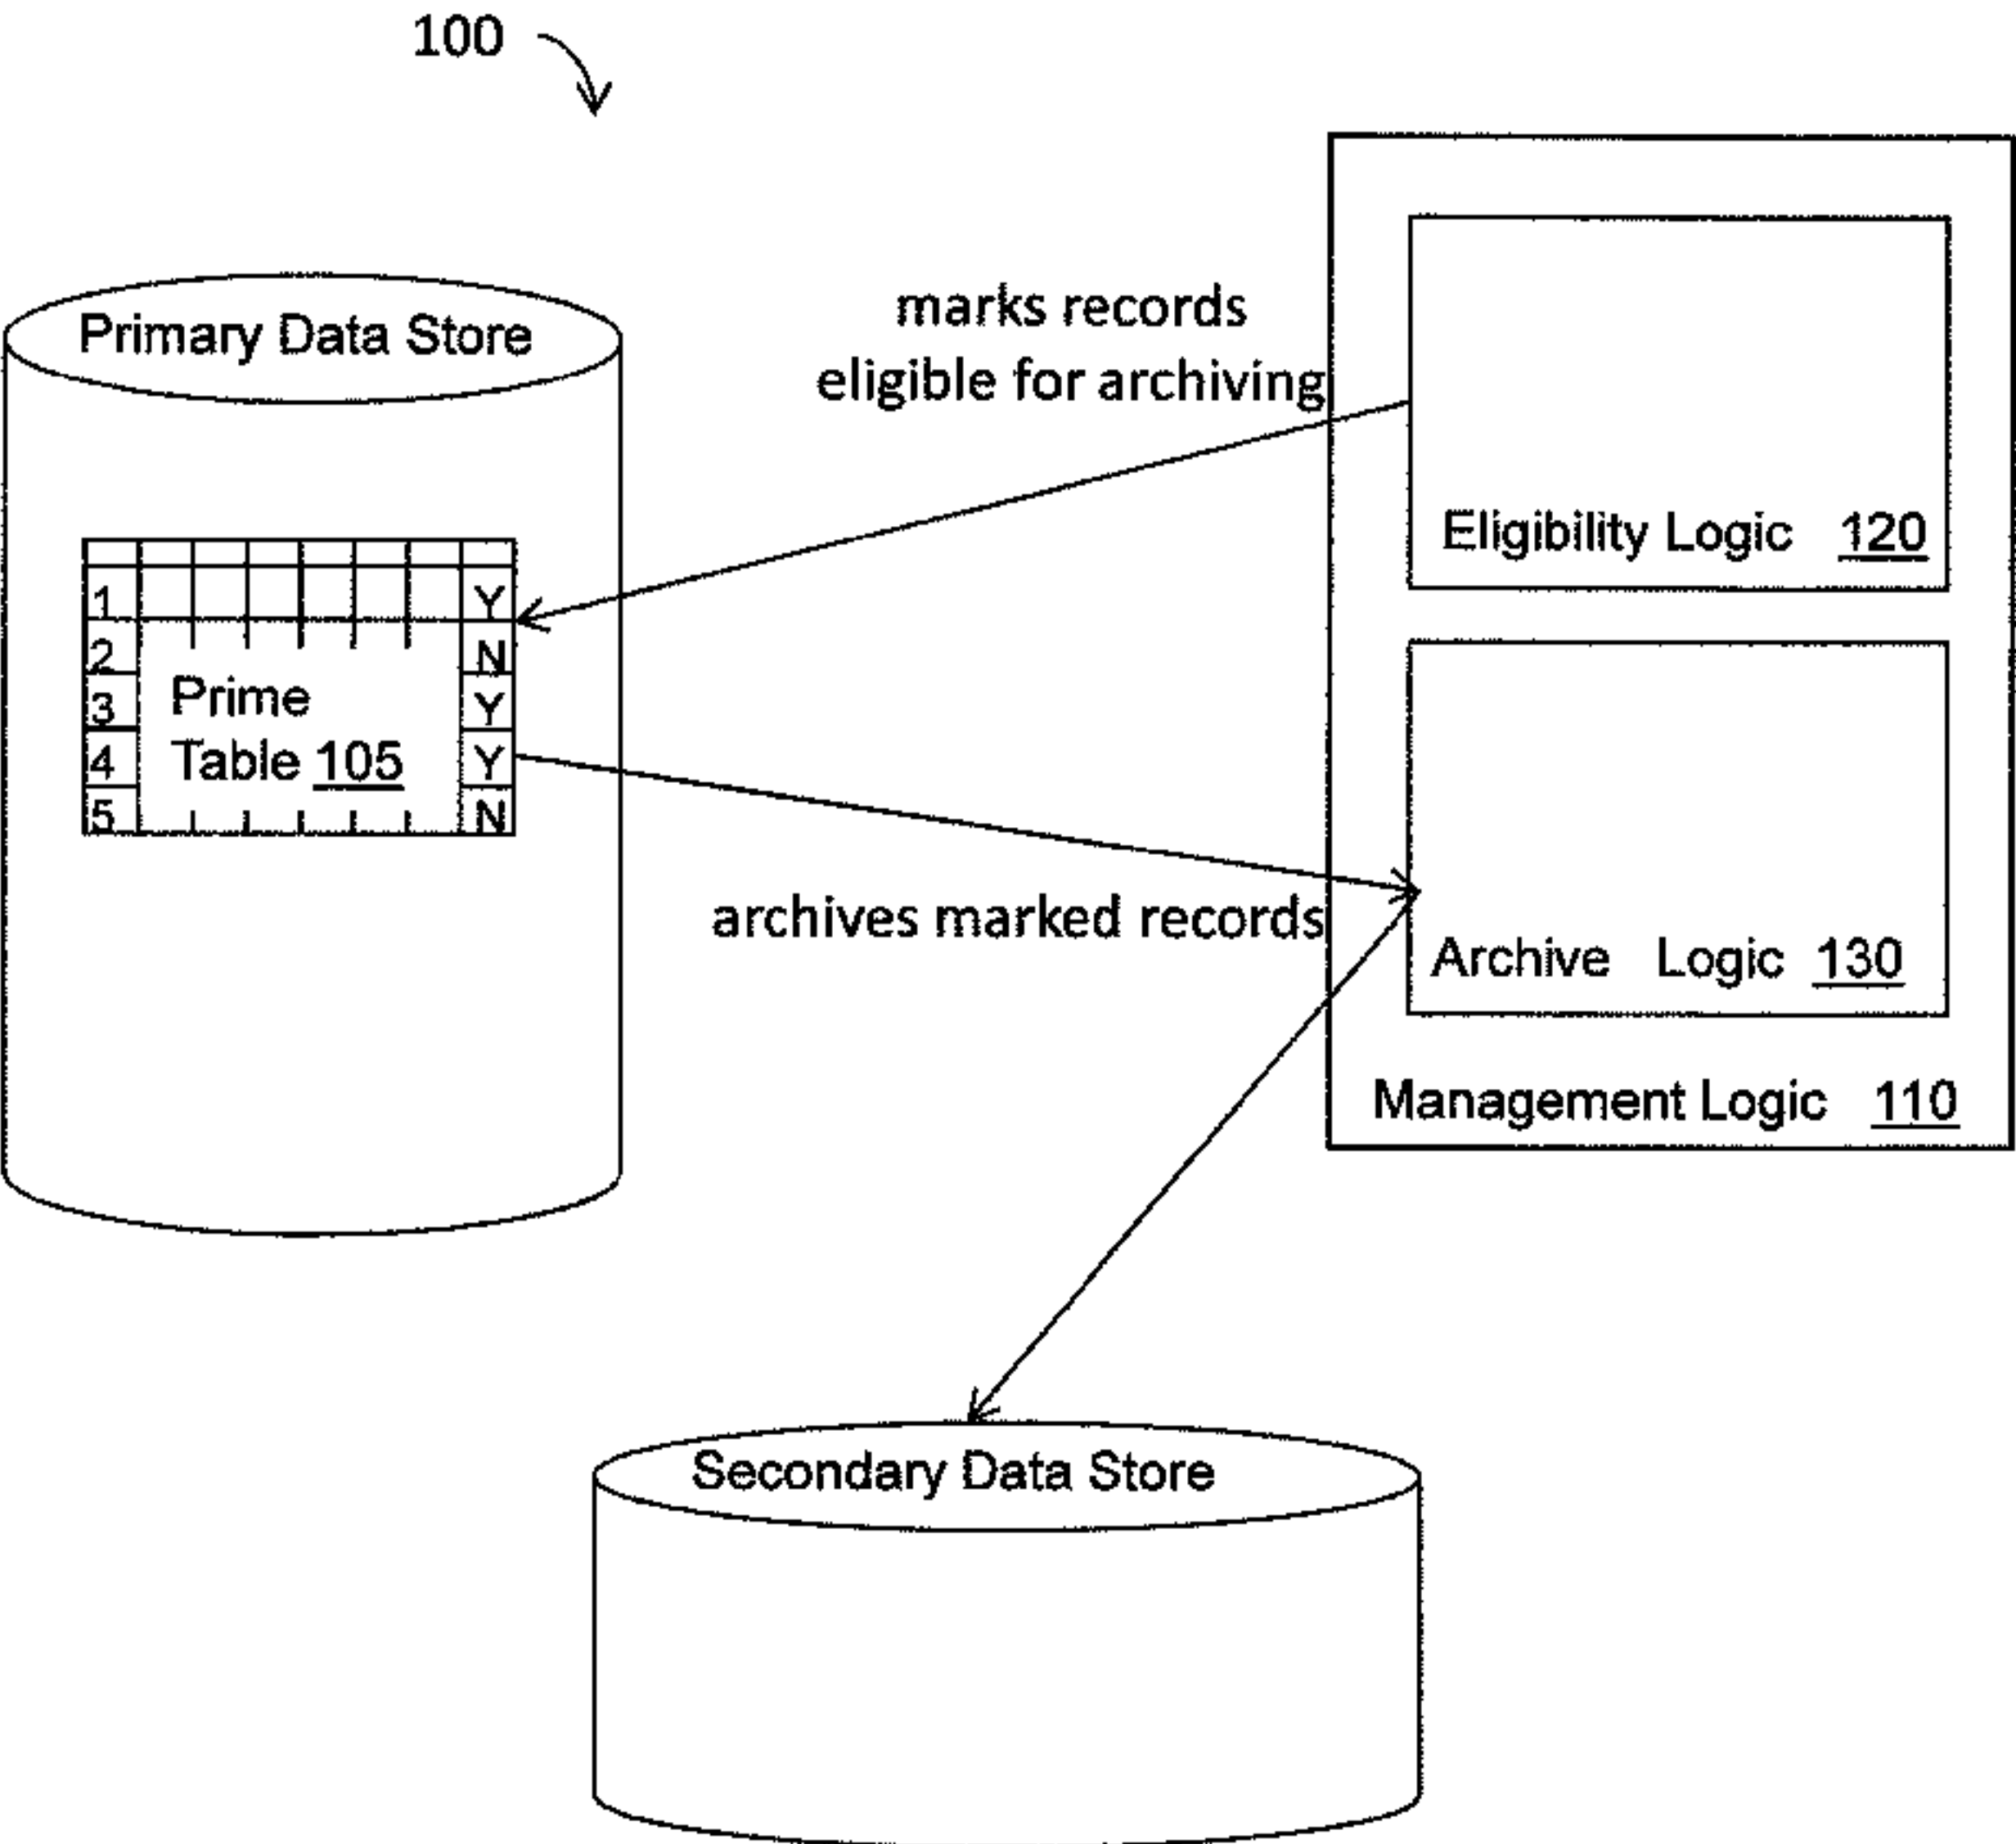 100
Primary Data Store
marks records
eligible for archiving
Eligibility Logic 120
1 Y
2 N
3 Y
4 Y
5 N
Prime
Table 105
archives marked records
Archive Logic 130
Management Logic 110
Secondary Data Store